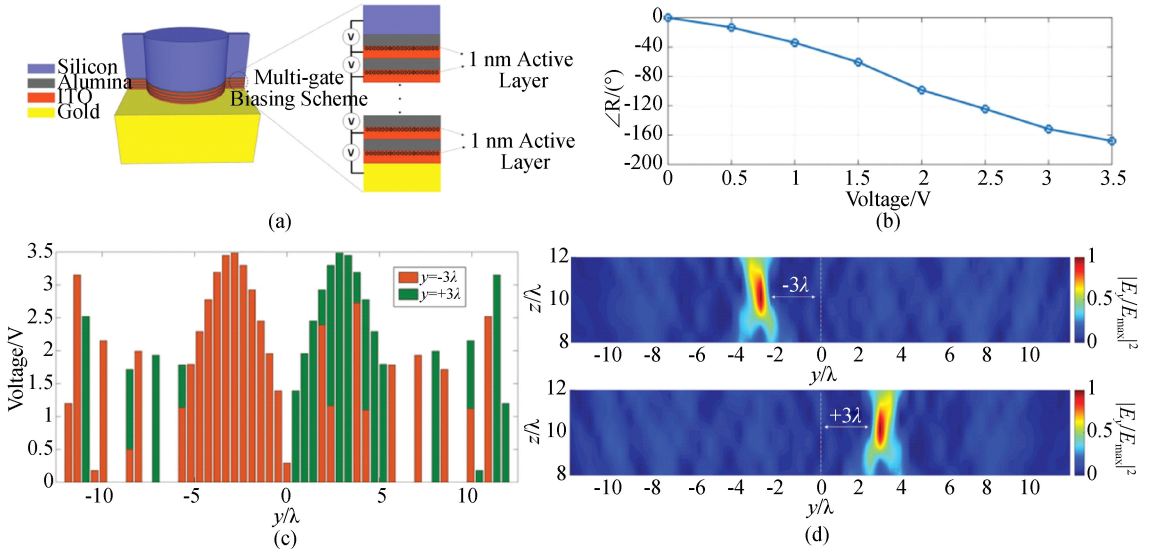 Silicon
Alumina
ITO
Gold
Multi-gate
Biasing Scheme
V
V
V
V
1 nm Active
Layer
1 nm Active
Layer
(a)
0
-40
-80
-120
-160
-200
∠R/(°)
0 0.5 1 1.5 2 2.5 3 3.5
Voltage/V
(b)
3.5
3
2.5
2
1.5
1
0.5
0
Voltage/V
y=-3λ
y=+3λ
-10 -5 0 5 10
y/λ
(c)
12
10
8
z/λ
-3λ
-10 -8 -6 -4 -2 0 2 4 6 8 10
y/λ
1
0.5
0
|Ey/Emax|²
12
10
8
z/λ
+3λ
-10 -8 -6 -4 -2 0 2 4 6 8 10
y/λ
1
0.5
0
|Ey/Emax|²
(d)